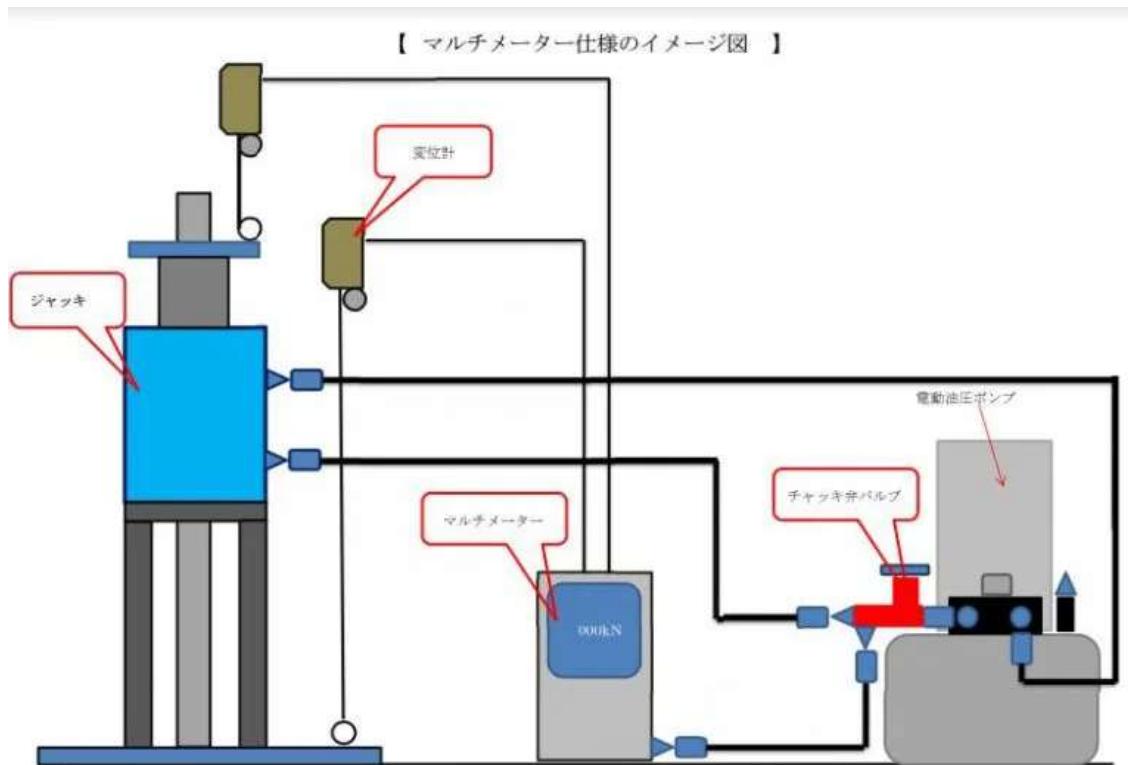 【 マルチメーター仕様のイメージ図 】
変位計
ジャッキ
電動油圧ポンプ
チャッキ弁バルブ
マルチメーター
000kN